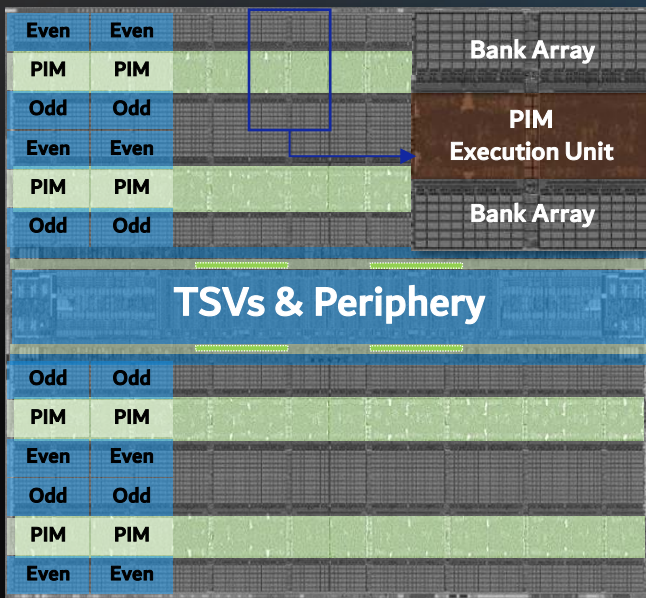 Even Even
Bank Array
PIM PIM
Odd Odd
PIM
Execution Unit
Even Even
PIM PIM
Bank Array
Odd Odd
TSVs & Periphery
Odd Odd
PIM PIM
Even Even
Odd Odd
PIM PIM
Even Even